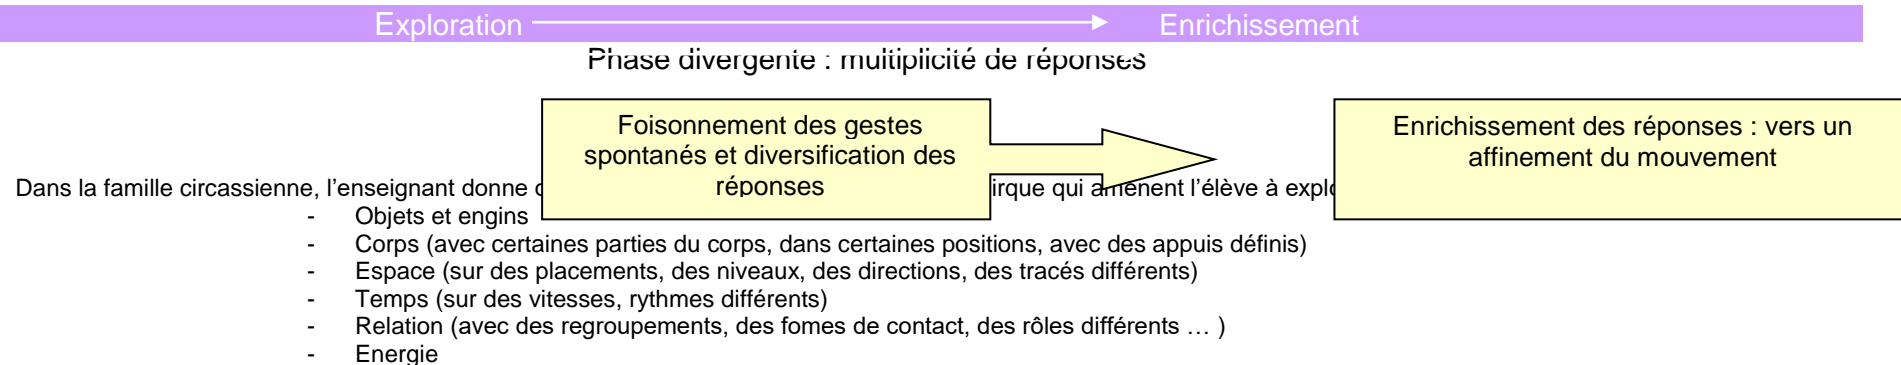 Exploration Enrichissement
Phase divergente : multiplicité de réponses
Foisonnement des gestes
spontanés et diversification des
réponses
Enrichissement des réponses : vers un
affinement du mouvement
Dans la famille circassienne, l’enseignant donne qui amènent l’élève à
- Objets et engins
- Corps (avec certaines parties du corps, dans certaines positions, avec des appuis définis)
- Espace (sur des placements, des niveaux, des directions, des tracés différents)
- Temps (sur des vitesses, rythmes différents)
- Relation (avec des regroupements, des fomes de contact, des rôles différents … )
- Energie